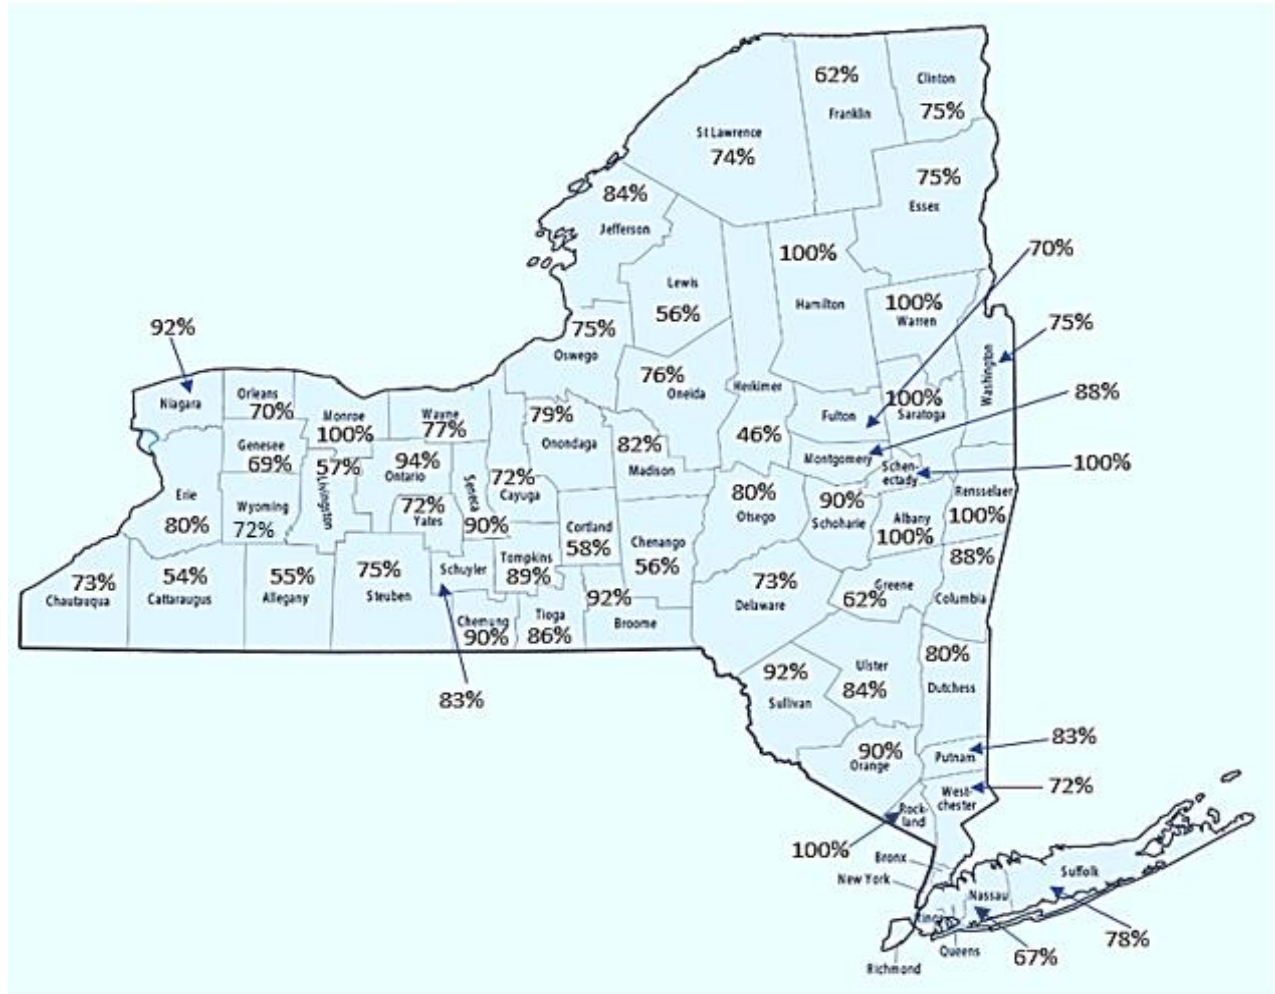 62%
Clinton
Franklin
75%
St Lawrence
74%
75%
Essex
84%
Jefferson
70%
100%
Lewis
Hamilton
56%
100%
Warren
75%
92%
75%
Oswego
Washington
76%
Oneida
Herkimer
88%
100%
Saratoga
Fulton
Niagara
Orleans
70%
Monroe
100%
Wayne
77%
79%
Onondaga
82%
Madison
46%
Montgomery
Schen-
ectady
100%
Genesee
69%
57%
Livingston
94%
Ontario
Seneca
90%
72%
Cayuga
80%
Otsego
90%
Schoharie
Rensselaer
100%
Albany
100%
Erie
80%
Wyoming
72%
72%
Yates
Cortland
58%
Chenango
56%
88%
Columbia
73%
Chautauqua
54%
Cattaraugus
55%
Allegany
75%
Steuben
Schuyler
Tompkins
89%
73%
Delaware
Greene
62%
Chemung
90%
Tioga
86%
92%
Broome
83%
92%
Sullivan
Ulster
84%
80%
Dutchess
90%
Orange
Putnam
83%
West-
chester
72%
Rock-
land
100%
Bronx
New York
Suffolk
Nassau
Kings
Queens
67%
78%
Richmond